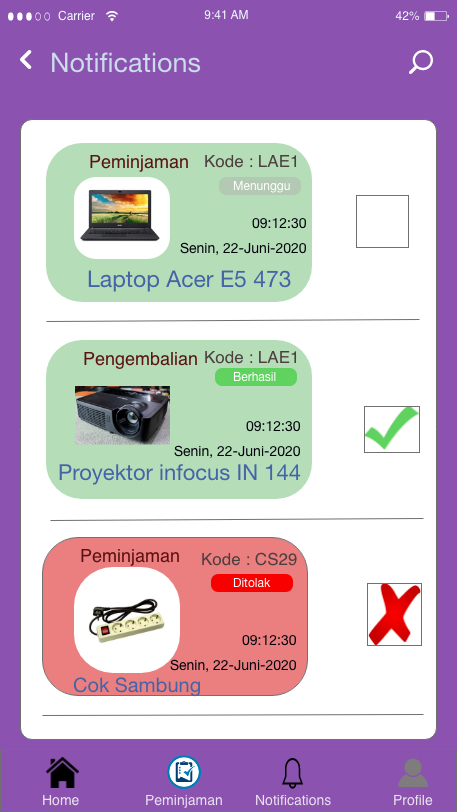 Carrier 9:41 AM 42%
Notifications
Peminjaman Kode : LAE1
Menunggu
09:12:30
Senin, 22-Juni-2020
Laptop Acer E5 473
Pengembalian Kode : LAE1
Berhasil
09:12:30
Senin, 22-Juni-2020
Proyektor infocus IN 144
Peminjaman Kode : CS29
Ditolak
09:12:30
Senin, 22-Juni-2020
Cok Sambung
Home Peminjaman Notifications Profile